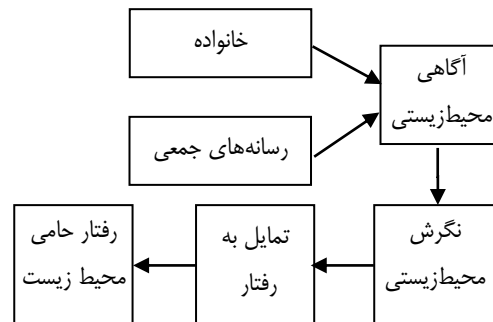 خانواده
آگاهی
محیط‌زیستی
رسانه‌های جمعی
نگرش
محیط‌زیستی
تمایل به
رفتار
رفتار حامی
محیط زیست